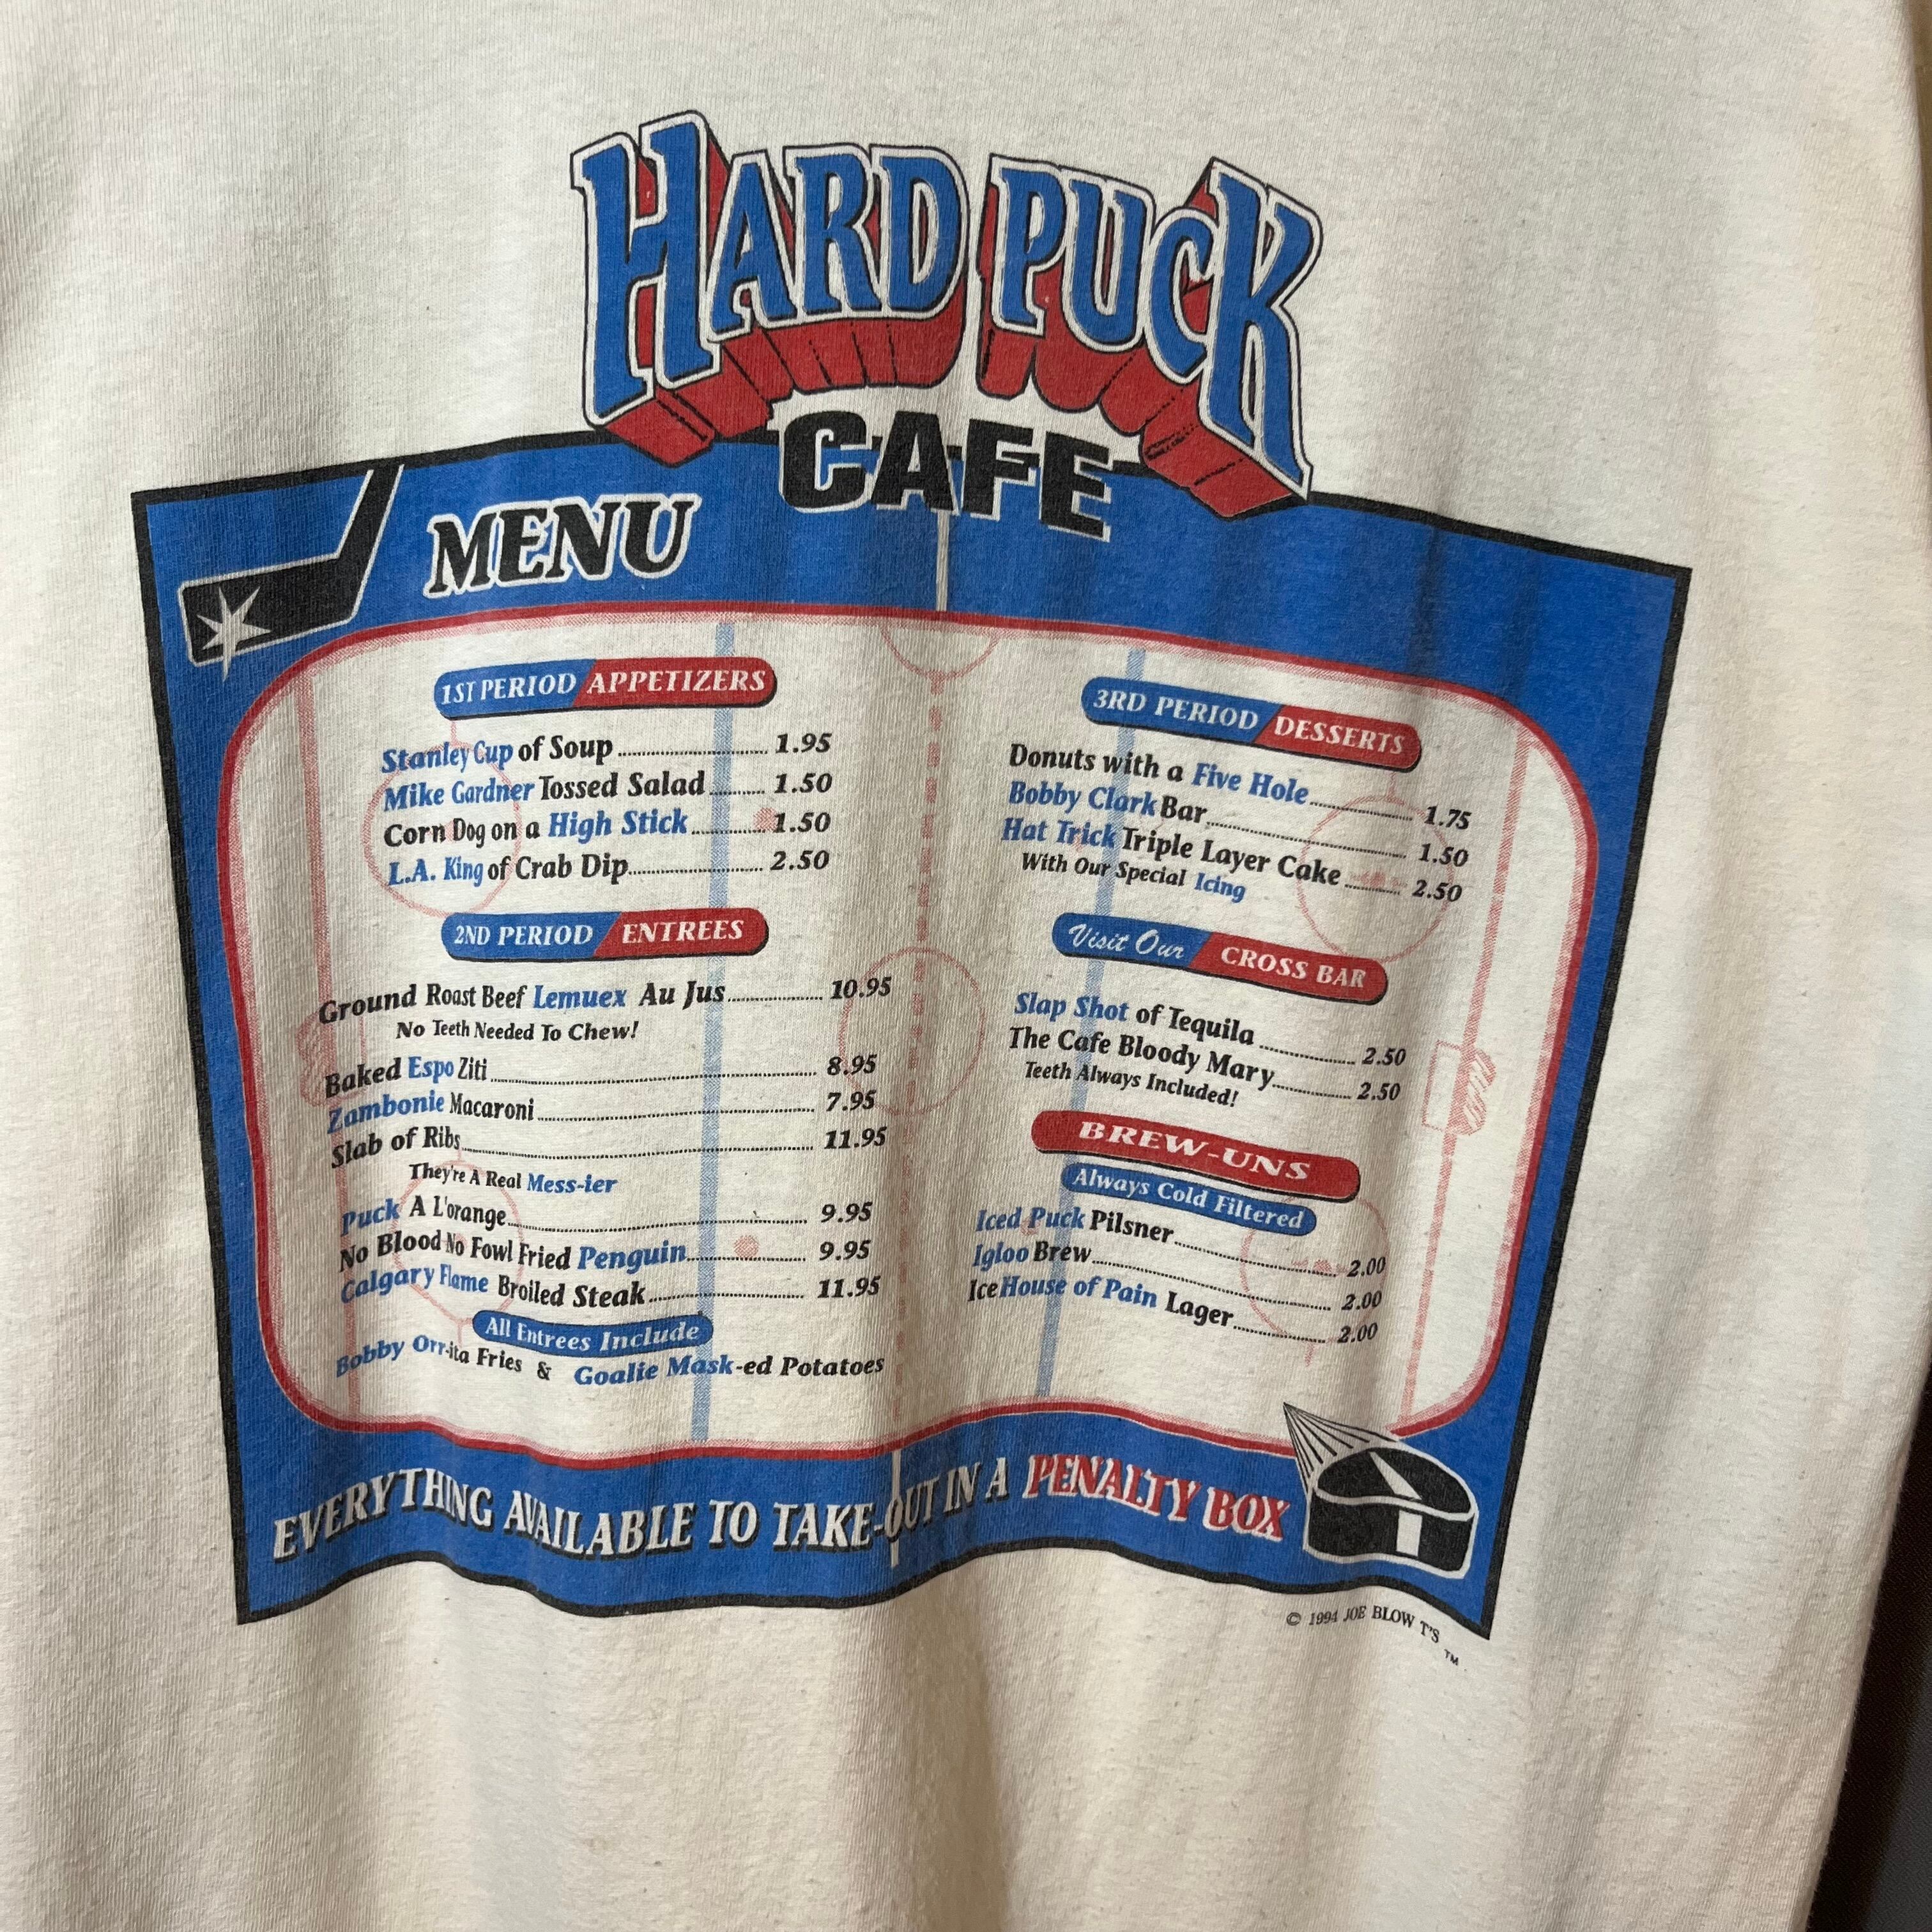 HARD PUCK
CAFE
MENU
1ST PERIOD APPETIZERS
Stanley Cup of Soup 1.95
Mike Gardner Tossed Salad 1.50
Corn Dog on a High Stick 1.50
L.A. King of Crab Dip 2.50
2ND PERIOD ENTREES
Ground Roast Beef Lemuex Au Jus 10.95
No Teeth Needed To Chew!
Baked Espo Ziti 8.95
Zambonie Macaroni 7.95
Slab of Ribs 11.95
They're A Real Mess-ier
Puck A L'orange 9.95
No Blood No Fowl Fried Penguin 9.95
Calgary Flame Broiled Steak 11.95
All Entrees Include
Bobby Orr-ita Fries & Goalie Mask-ed Potatoes
3RD PERIOD DESSERTS
Donuts with a Five Hole 1.75
Bobby Clark Bar 1.50
Hat Trick Triple Layer Cake 2.50
With Our Special Icing
Visit Our CROSS BAR
Slap Shot of Tequila 2.50
The Cafe Bloody Mary 2.50
Teeth Always Included!
BREW-UNS
Always Cold Filtered
Iced Puck Pilsner 2.00
Igloo Brew 2.00
Ice House of Pain Lager 2.00
EVERYTHING AVAILABLE TO TAKE-OUT IN A PENALTY BOX
© 1994 JOE BLOW T'S ™